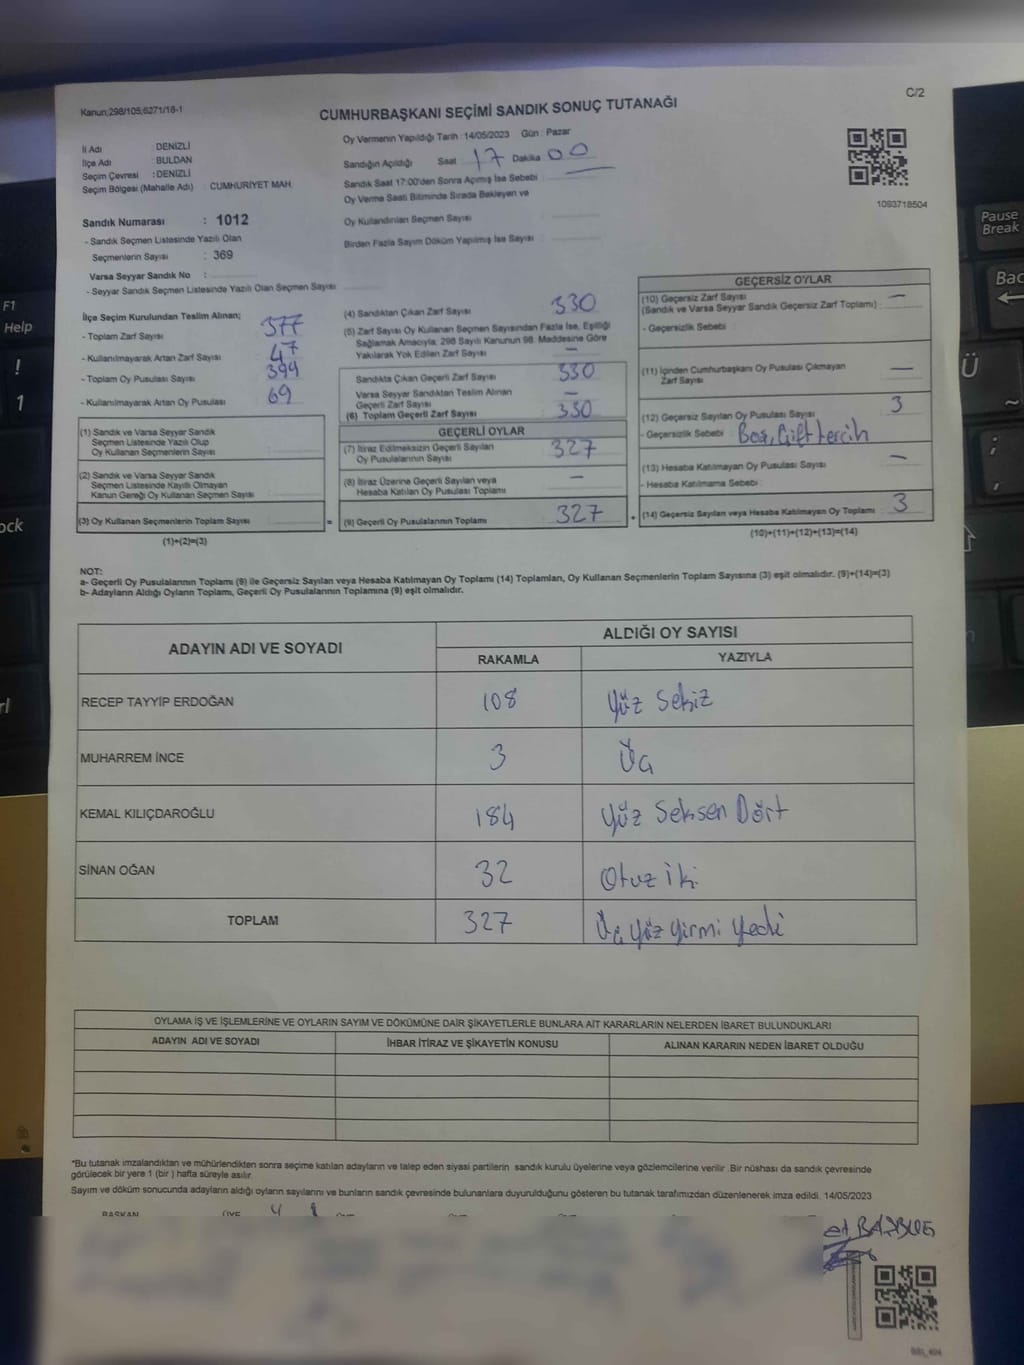 C/2
Kanun;298/105;6271/18-1
CUMHURBAŞKANI SEÇİMİ SANDIK SONUÇ TUTANAĞI
İl Adı DENİZLİ
İlçe Adı BULDAN
Seçim Çevresi : DENİZLİ
Seçim Bölgesi (Mahalle Adı) : CUMHURİYET MAH.
Sandık Numarası : 1012
- Sandık Seçmen Listesinde Yazılı Olan
Seçmenlerin Sayısı : 369
Varsa Seyyar Sandık No :
- Seyyar Sandık Seçmen Listesinde Yazılı Olan Seçmen Sayısı
Oy Vermenin Yapıldığı Tarih : 14/05/2023 Gün : Pazar
Sandığın Açıldığı Saat : 17 Dakika 00
Sandık Saat 17:00'den Sonra Açılmış İse Sebebi :
Oy Verme Saati Bitiminde Sırada Bekleyen ve
Oy Kullandırılan Seçmen Sayısı
Birden Fazla Sayım Döküm Yapılmış İse Sayısı :
1093718504
İlçe Seçim Kurulundan Teslim Alınan;
- Toplam Zarf Sayısı 377
- Kullanılmayarak Artan Zarf Sayısı 47
- Toplam Oy Pusulası Sayısı 399
- Kullanılmayarak Artan Oy Pusulası 69
(1) Sandık ve Varsa Seyyar Sandık
Seçmen Listesinde Yazılı Olup
Oy Kullanan Seçmenlerin Sayısı :
(2) Sandık ve Varsa Seyyar Sandık
Seçmen Listesinde Kayıtlı Olmayan
Kanun Gereği Oy Kullanan Seçmen Sayısı :
(3) Oy Kullanan Seçmenlerin Toplam Sayısı :
(1)+(2)=(3)
(4) Sandıktan Çıkan Zarf Sayısı 330
(5) Zarf Sayısı Oy Kullanan Seçmen Sayısından Fazla İse, Eşitliği
Sağlamak Amacıyla, 298 Sayılı Kanunun 98. Maddesine Göre
Yakılarak Yok Edilen Zarf Sayısı —
Sandıkta Çıkan Geçerli Zarf Sayısı 330
Varsa Seyyar Sandıktan Teslim Alınan
Geçerli Zarf Sayısı —
(6) Toplam Geçerli Zarf Sayısı 330
GEÇERLİ OYLAR
(7) İtiraz Edilmeksizin Geçerli Sayılan
Oy Pusulalarının Sayısı 327
(8) İtiraz Üzerine Geçerli Sayılan veya
Hesaba Katılan Oy Pusulası Toplamı —
= (9) Geçerli Oy Pusulalarının Toplamı 327
GEÇERSİZ OYLAR
(10) Geçersiz Zarf Sayısı —
(Sandık ve Varsa Seyyar Sandık Geçersiz Zarf Toplamı) :
- Geçersizlik Sebebi :
(11) İçinden Cumhurbaşkanı Oy Pusulası Çıkmayan
Zarf Sayısı —
(12) Geçersiz Sayılan Oy Pusulası Sayısı 3
- Geçersizlik Sebebi : Boş, Çift tercih
(13) Hesaba Katılmayan Oy Pusulası Sayısı —
- Hesaba Katılmama Sebebi :
+ (14) Geçersiz Sayılan veya Hesaba Katılmayan Oy Toplamı : 3
(10)+(11)+(12)+(13)=(14)
NOT:
a- Geçerli Oy Pusulalarının Toplamı (9) ile Geçersiz Sayılan veya Hesaba Katılmayan Oy Toplamı (14) Toplamları, Oy Kullanan Seçmenlerin Toplam Sayısına (3) eşit olmalıdır. (9)+(14)=(3)
b- Adayların Aldığı Oyların Toplamı, Geçerli Oy Pusulalarının Toplamına (9) eşit olmalıdır.
ADAYIN ADI VE SOYADI
ALDIĞI OY SAYISI
RAKAMLA YAZIYLA
RECEP TAYYİP ERDOĞAN 108 Yüz Sekiz
MUHARREM İNCE 3 Üç
KEMAL KILIÇDAROĞLU 184 Yüz Seksen Dört
SİNAN OĞAN 32 Otuz iki
TOPLAM 327 Üç yüz yirmi yedi
OYLAMA İŞ VE İŞLEMLERİNE VE OYLARIN SAYIM VE DÖKÜMÜNE DAİR ŞİKAYETLERLE BUNLARA AİT KARARLARIN NELERDEN İBARET BULUNDUKLARI
ADAYIN ADI VE SOYADI İHBAR İTİRAZ VE ŞİKAYETİN KONUSU ALINAN KARARIN NEDEN İBARET OLDUĞU
*Bu tutanak imzalandıktan ve mühürlendikten sonra seçime katılan adayların ve talep eden siyasi partilerin sandık kurulu üyelerine veya gözlemcilerine verilir .Bir nüshası da sandık çevresinde
görülecek bir yere 1 (bir ) hafta süreyle asılır.
Sayım ve döküm sonucunda adayların aldığı oyların sayılarını ve bunların sandık çevresinde bulunanlara duyurulduğunu gösteren bu tutanak tarafımızdan düzenlenerek imza edildi. 14/05/2023
BAŞKAN ÜYE
F1
Help
!
1
Pause
Break
Bac
Ü
~
;
,